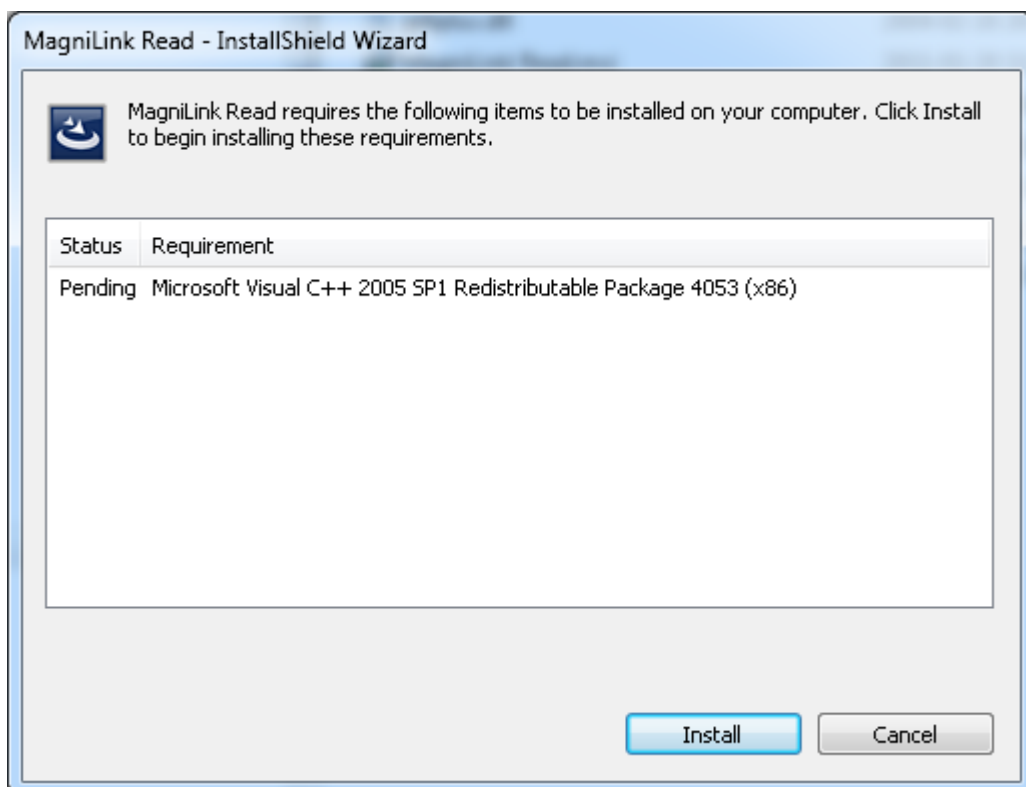 MagniLink Read - InstallShield Wizard
MagniLink Read requires the following items to be installed on your computer. Click Install
to begin installing these requirements.
Status Requirement
Pending Microsoft Visual C++ 2005 SP1 Redistributable Package 4053 (x86)
Install Cancel